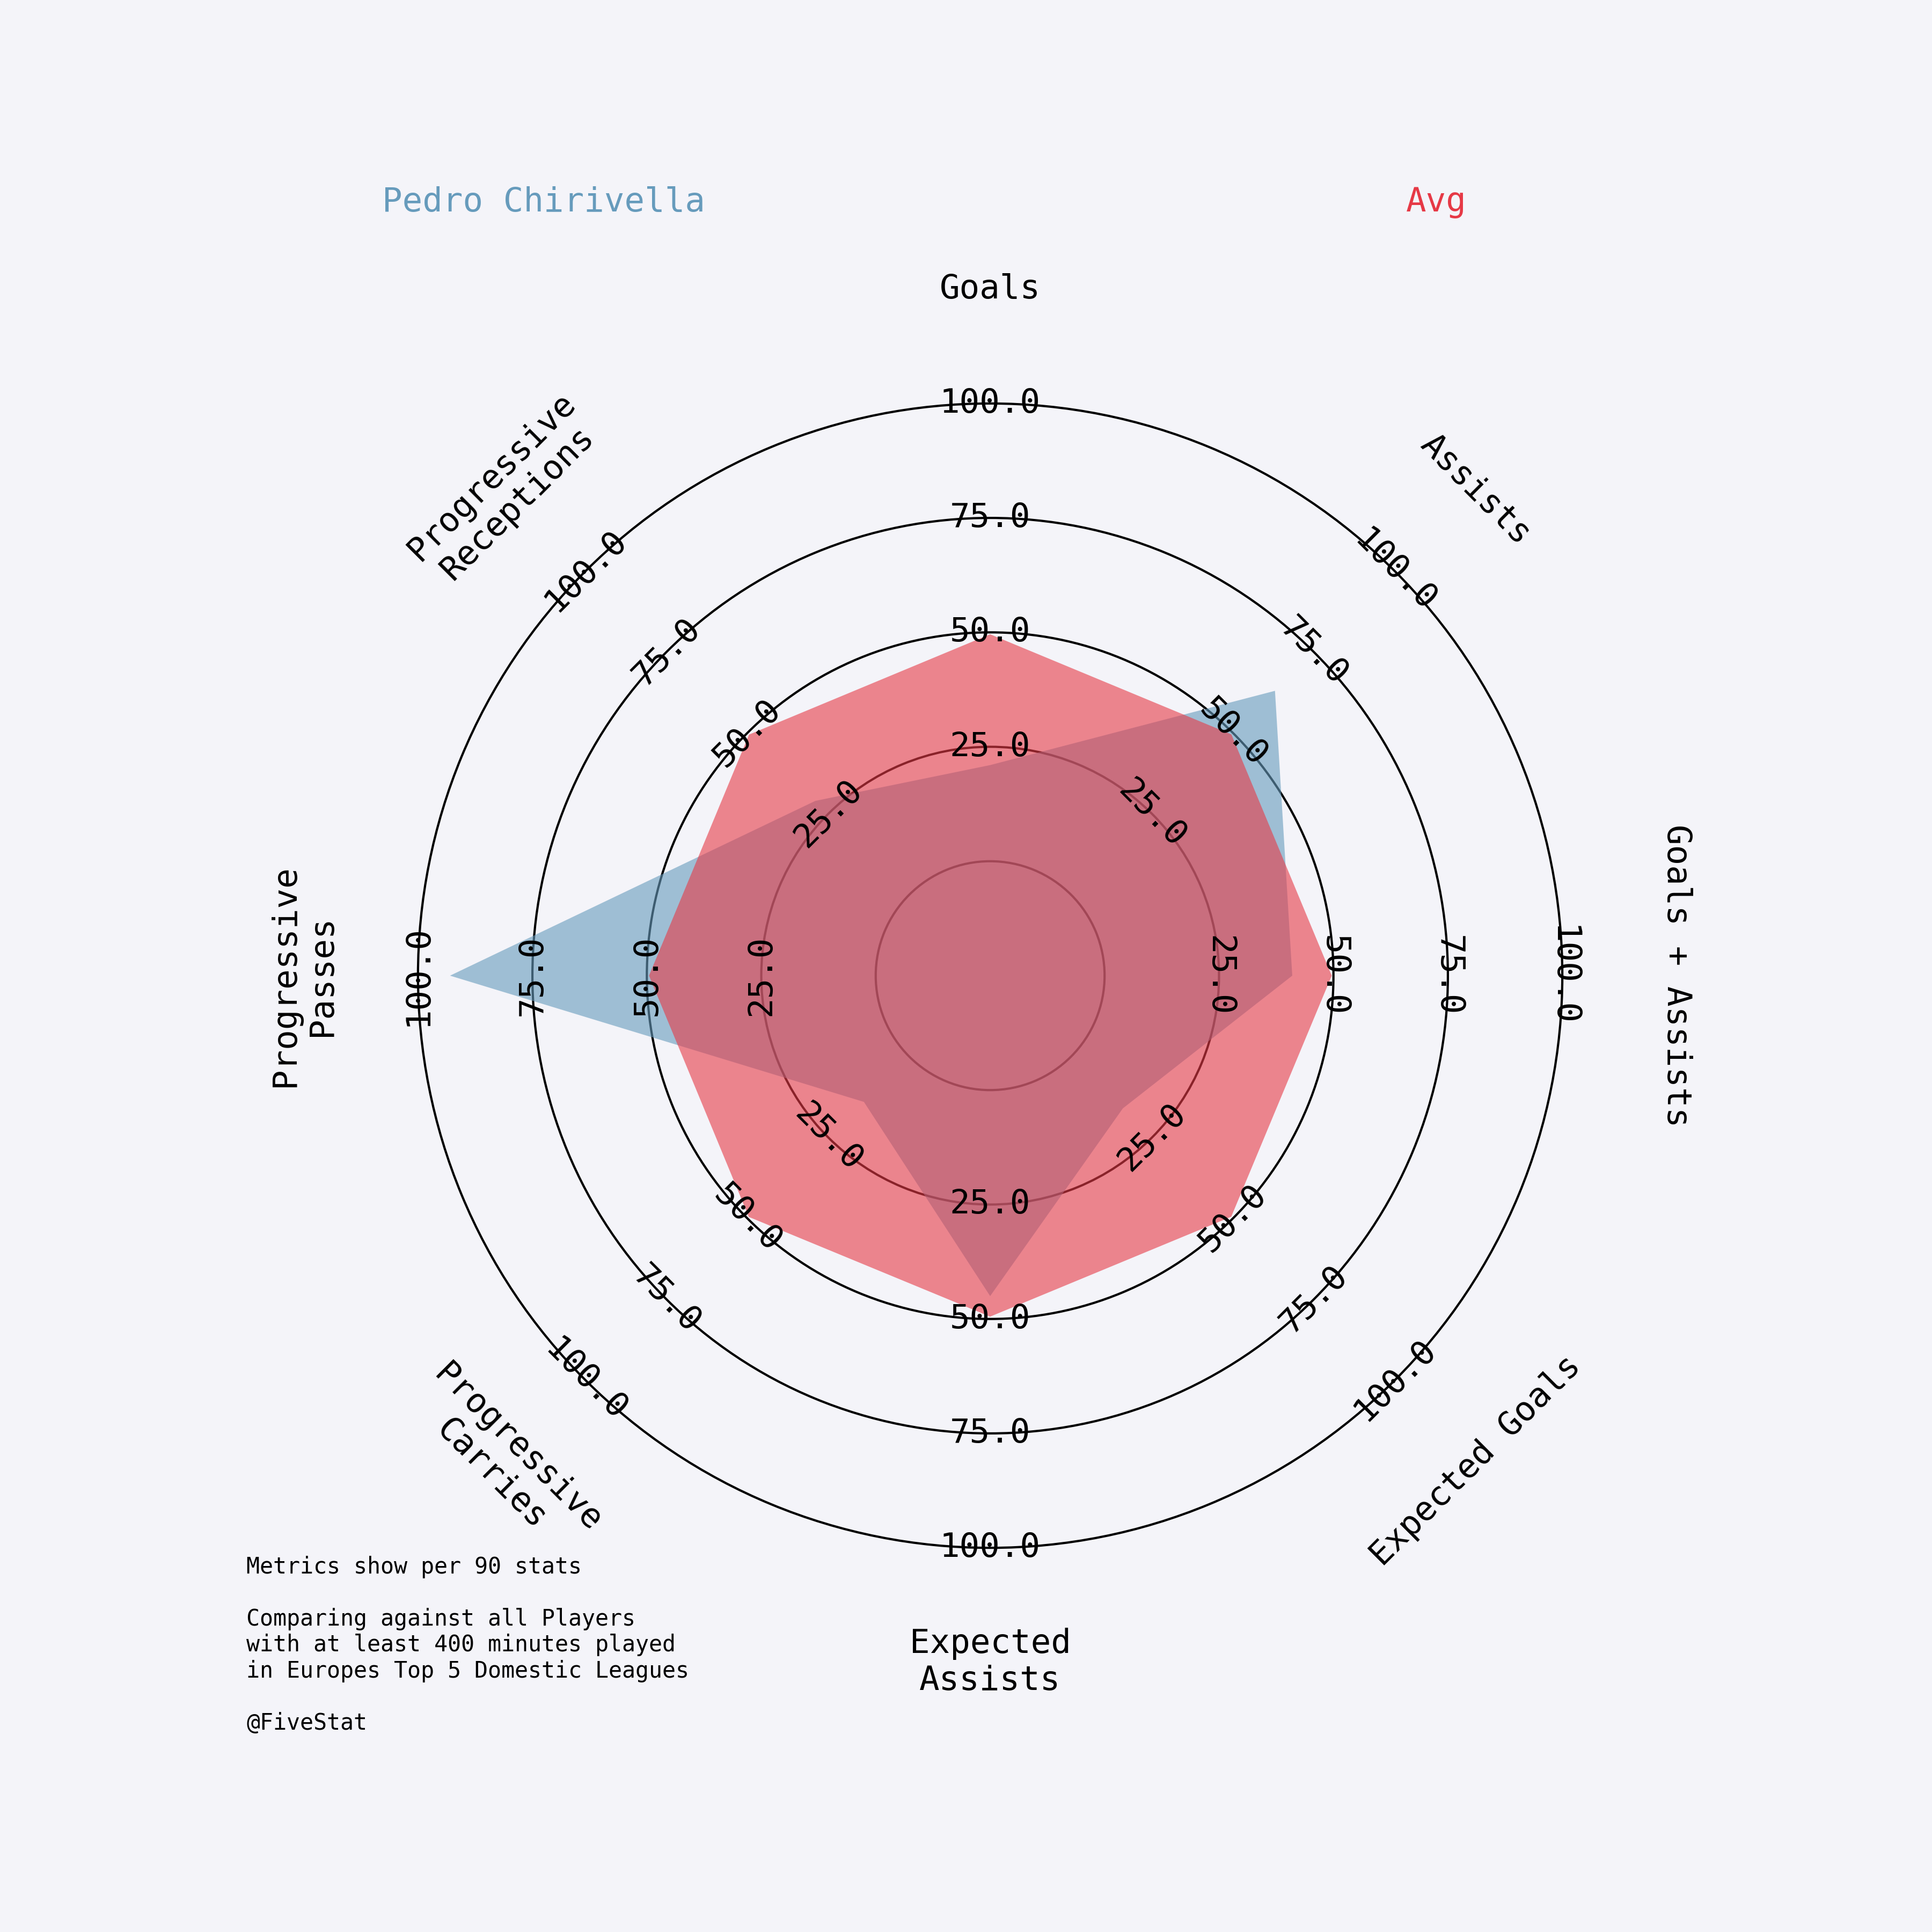 Pedro Chirivella
Avg
Goals
Assists
Goals + Assists
Expected Goals
Expected
Assists
Progressive
Carries
Progressive
Passes
Progressive
Receptions
100.0
75.0
50.0
25.0
100.0
75.0
50.0
25.0
100.0
75.0
50.0
25.0
100.0
75.0
50.0
25.0
100.0
75.0
50.0
25.0
100.0
75.0
50.0
25.0
100.0
75.0
50.0
25.0
100.0
75.0
50.0
25.0
Metrics show per 90 stats
Comparing against all Players
with at least 400 minutes played
in Europes Top 5 Domestic Leagues
@FiveStat